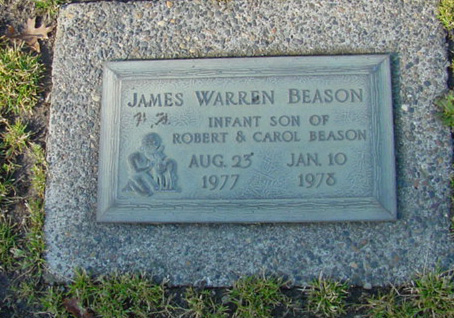 JAMES WARREN BEASON
INFANT SON OF
ROBERT & CAROL BEASON
AUG. 23 JAN. 10
1977 1978